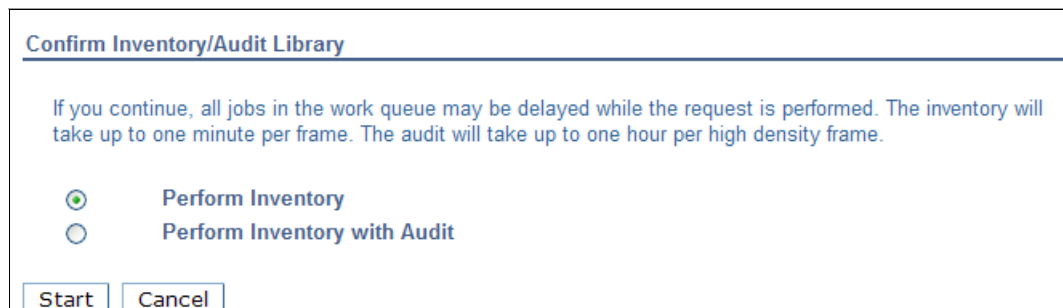 Confirm Inventory/Audit Library
If you continue, all jobs in the work queue may be delayed while the request is performed. The inventory will
take up to one minute per frame. The audit will take up to one hour per high density frame.
Perform Inventory
Perform Inventory with Audit
Start Cancel